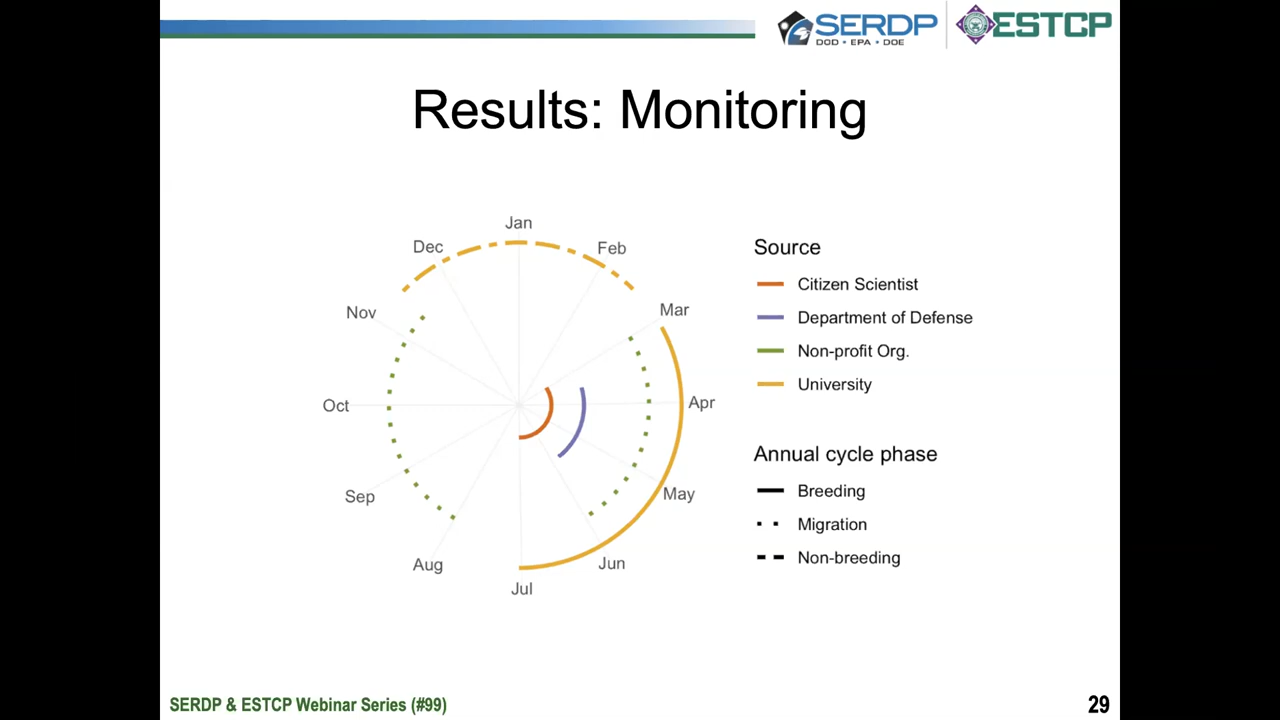 SERDP
DOD • EPA • DOE
ESTCP
Results: Monitoring
Jan
Feb
Mar
Apr
May
Jun
Jul
Aug
Sep
Oct
Nov
Dec
Source
Citizen Scientist
Department of Defense
Non-profit Org.
University
Annual cycle phase
Breeding
Migration
Non-breeding
SERDP & ESTCP Webinar Series (#99)
29